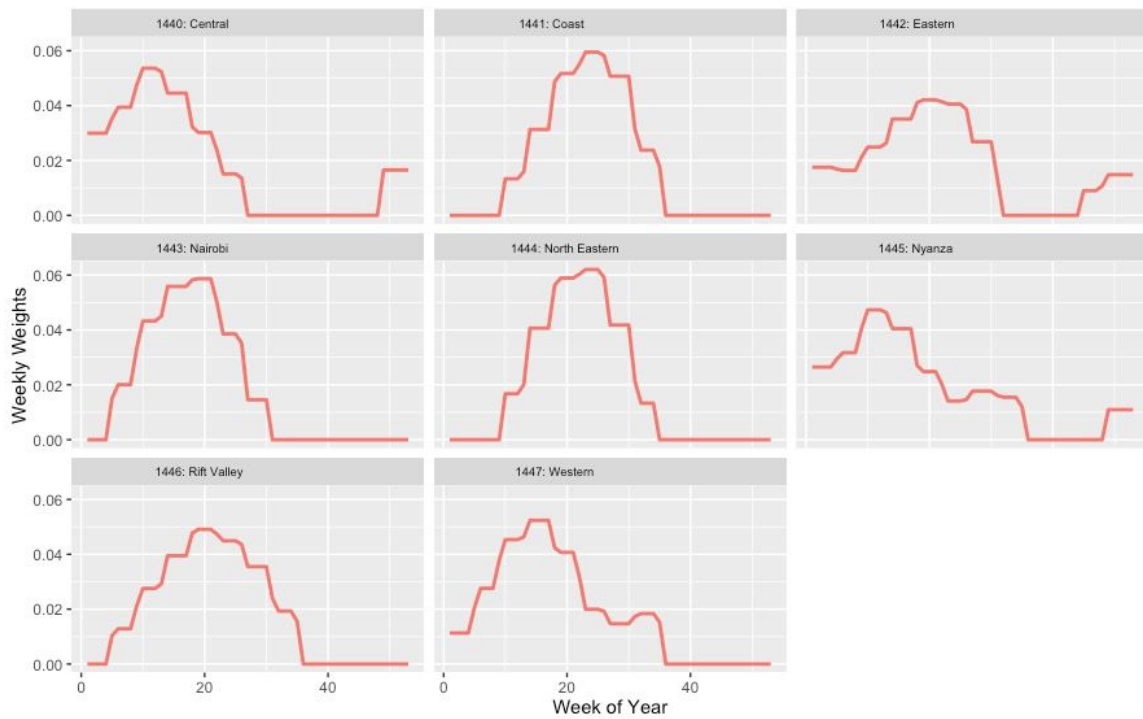 1440: Central
1441: Coast
1442: Eastern
0.06
0.04
0.02
0.00
1443: Nairobi
1444: North Eastern
1445: Nyanza
0.06
0.04
0.02
0.00
Weekly Weights
1446: Rift Valley
1447: Western
0.06
0.04
0.02
0.00
0 20 40 0 20 40
Week of Year